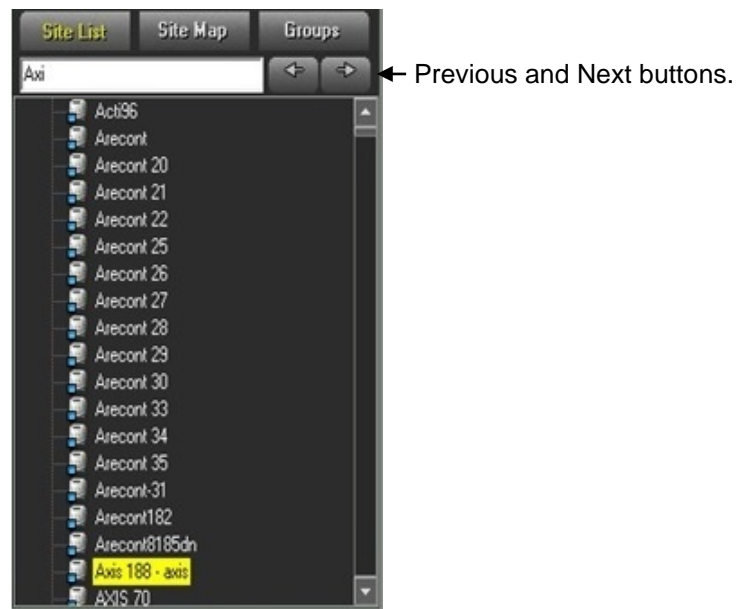 Site List Site Map Groups
Axi
Previous and Next buttons.
Acti96
Arecont
Arecont 20
Arecont 21
Arecont 22
Arecont 25
Arecont 26
Arecont 27
Arecont 28
Arecont 29
Arecont 30
Arecont 33
Arecont 34
Arecont 35
Arecont-31
Arecont182
Arecont8185dn
Axis 188 - axis
AXIS 70